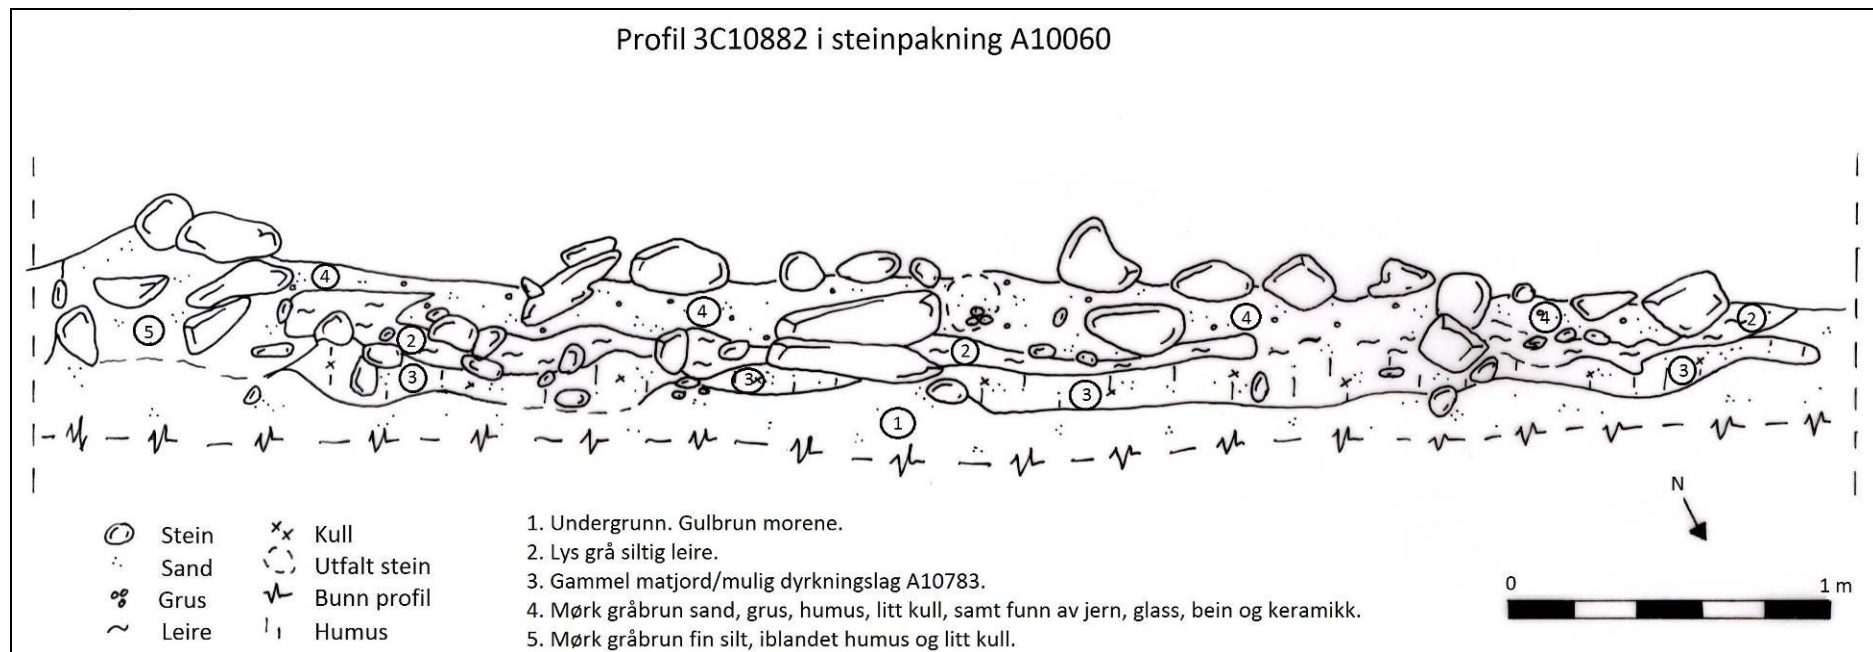 Profil 3C10882 i steinpakning A10060
4
5
2
3
4
3
2
1
3
4
4
2
3
N
Stein
Sand
Grus
Leire
Kull
Utfalt stein
Bunn profil
Humus
1. Undergrunn. Gulbrun morene.
2. Lys grå siltig leire.
3. Gammel matjord/mulig dyrkningslag A10783.
4. Mørk gråbrun sand, grus, humus, litt kull, samt funn av jern, glass, bein og keramikk.
5. Mørk gråbrun fin silt, iblandet humus og litt kull.
0 1 m